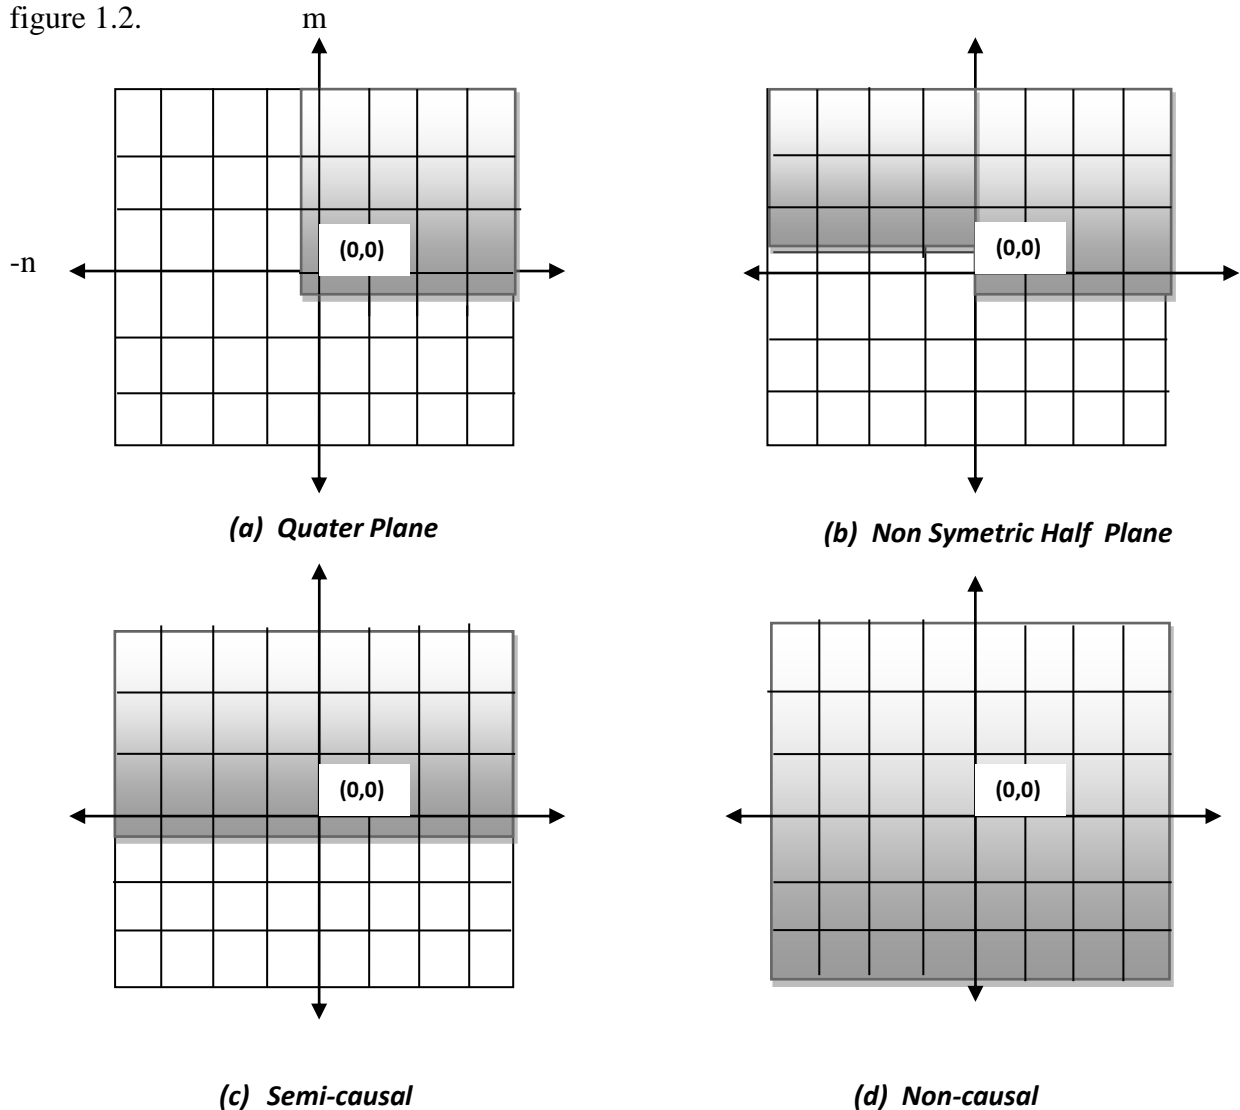 figure 1.2.
m
-n
(0,0)
(0,0)
(a) Quater Plane
(b) Non Symetric Half Plane
(0,0)
(0,0)
(c) Semi-causal
(d) Non-causal